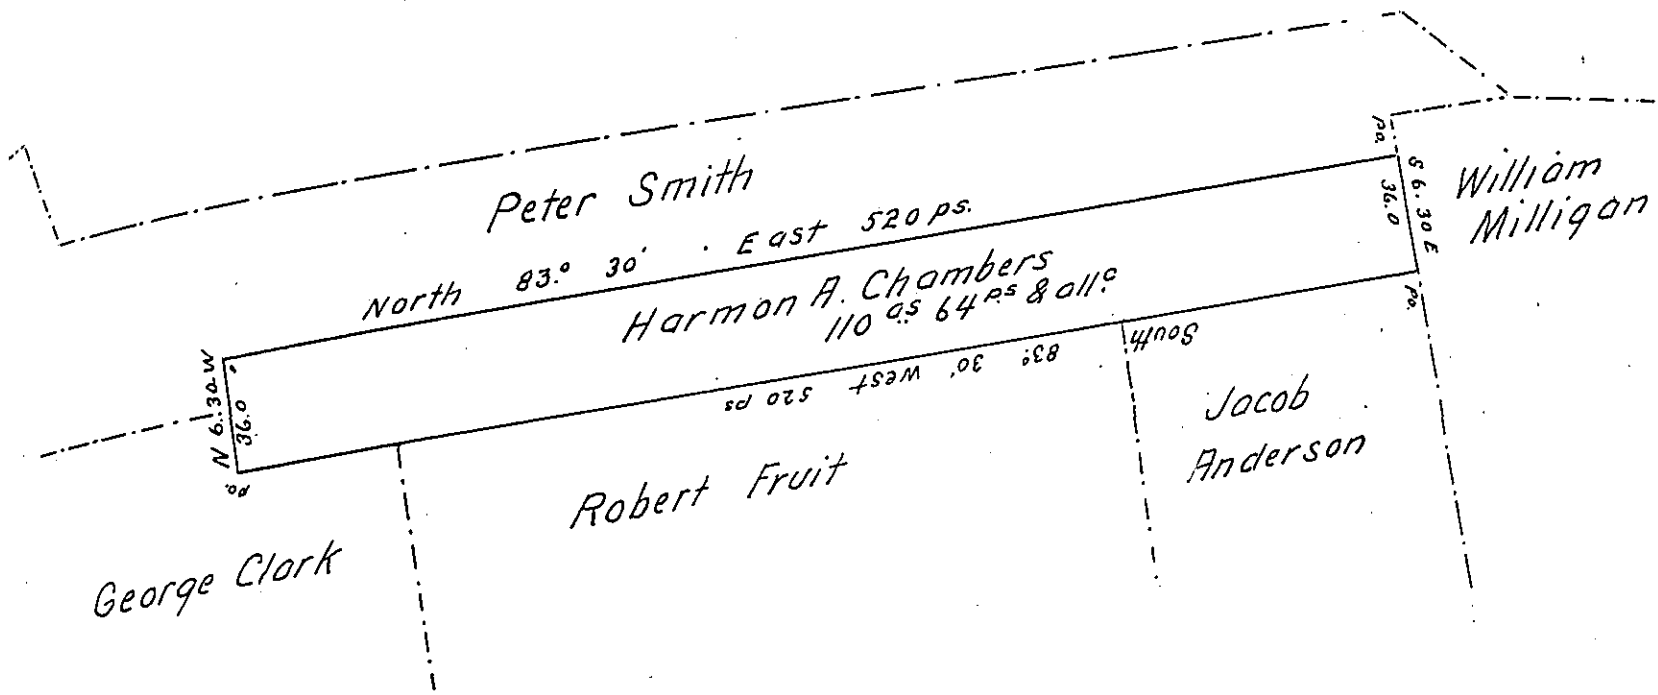 Peter Smith
North 83.° 30' East 520 ps.
Harmon A. Chambers
110 as 64 ps & all.c
South 83.° 30' West 520 ps
N 6.30 W
36.0
po.
S 6.30 E
36.0
po.
po.
William
Milligan
Jacob
Anderson
Robert Fruit
George Clark